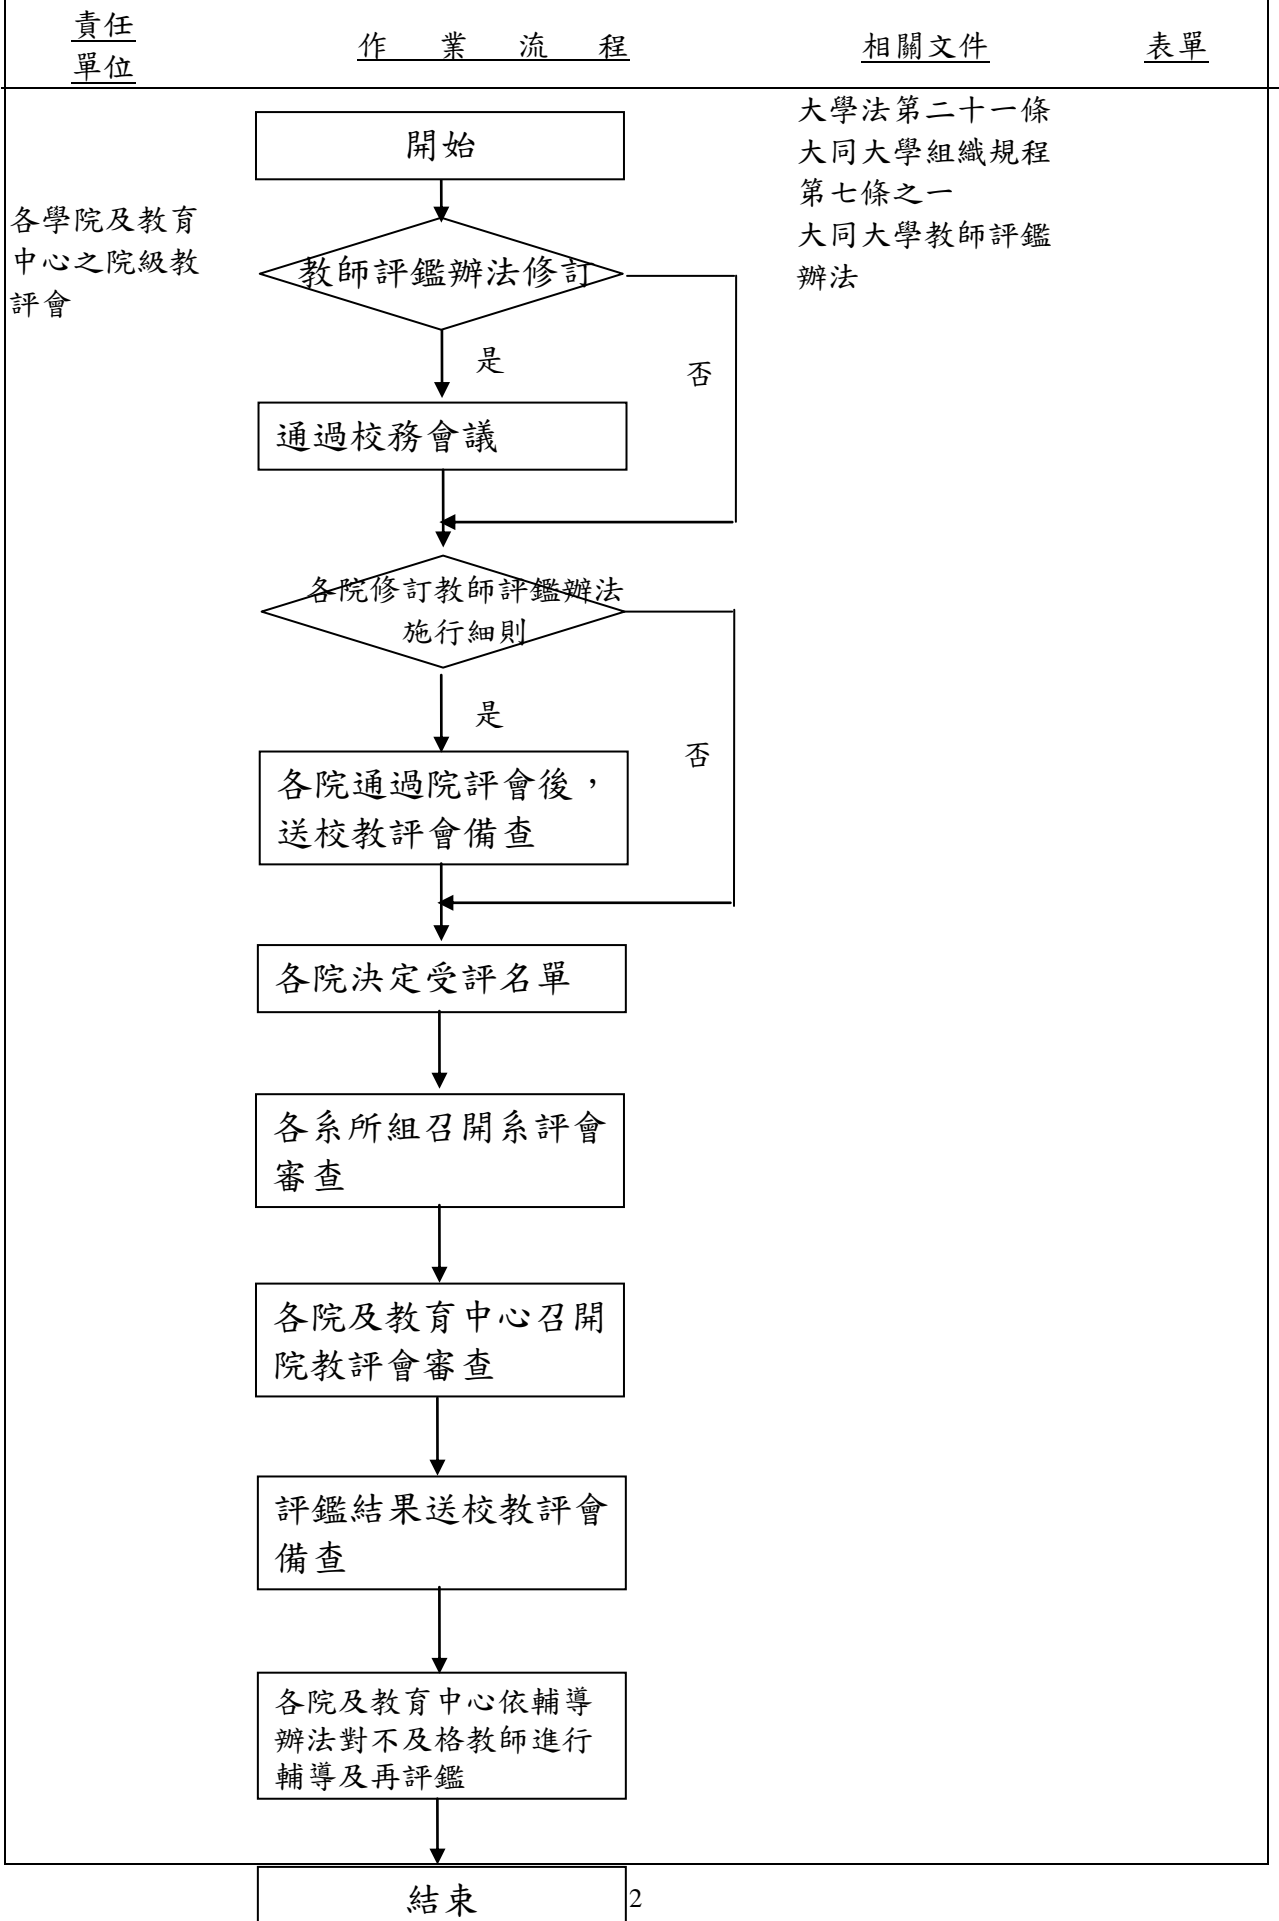 責任
單位
作業流程
相關文件
表單
大學法第二十一條
大同大學組織規程
第七條之一
大同大學教師評鑑
辦法
各學院及教育
中心之院級教
評會
開始
教師評鑑辦法修訂
是
否
通過校務會議
各院修訂教師評鑑辦法
施行細則
是
否
各院通過院評會後，
送校教評會備查
各院決定受評名單
各系所組召開系評會
審查
各院及教育中心召開
院教評會審查
評鑑結果送校教評會
備查
各院及教育中心依輔導
辦法對不及格教師進行
輔導及再評鑑
結束
2